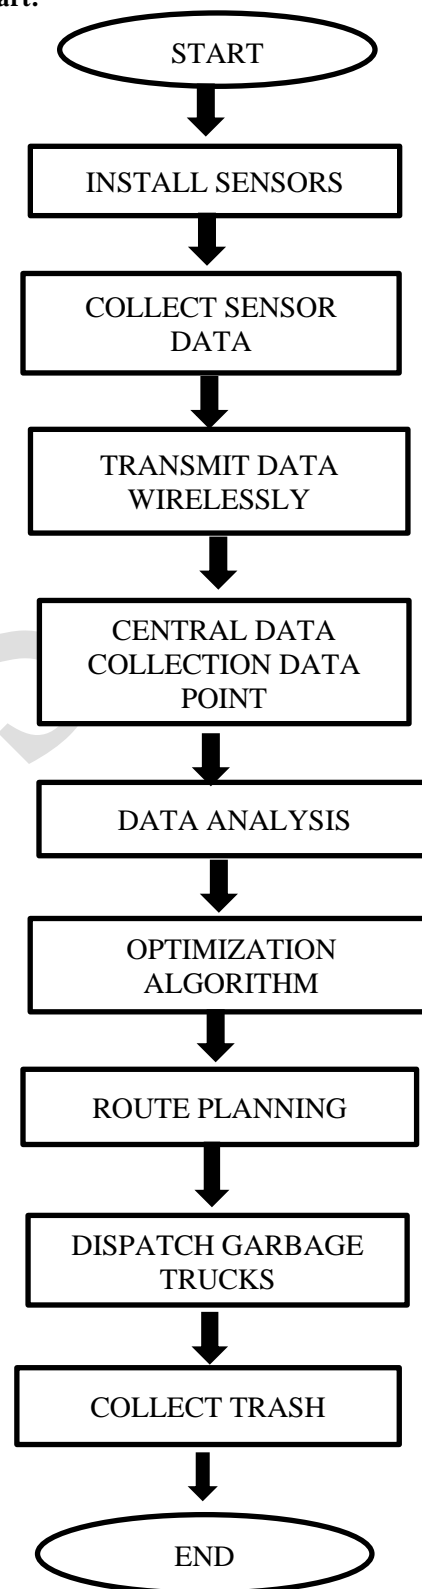 art:
START
INSTALL SENSORS
COLLECT SENSOR
DATA
TRANSMIT DATA
WIRELESSLY
CENTRAL DATA
COLLECTION DATA
POINT
DATA ANALYSIS
OPTIMIZATION
ALGORITHM
ROUTE PLANNING
DISPATCH GARBAGE
TRUCKS
COLLECT TRASH
END